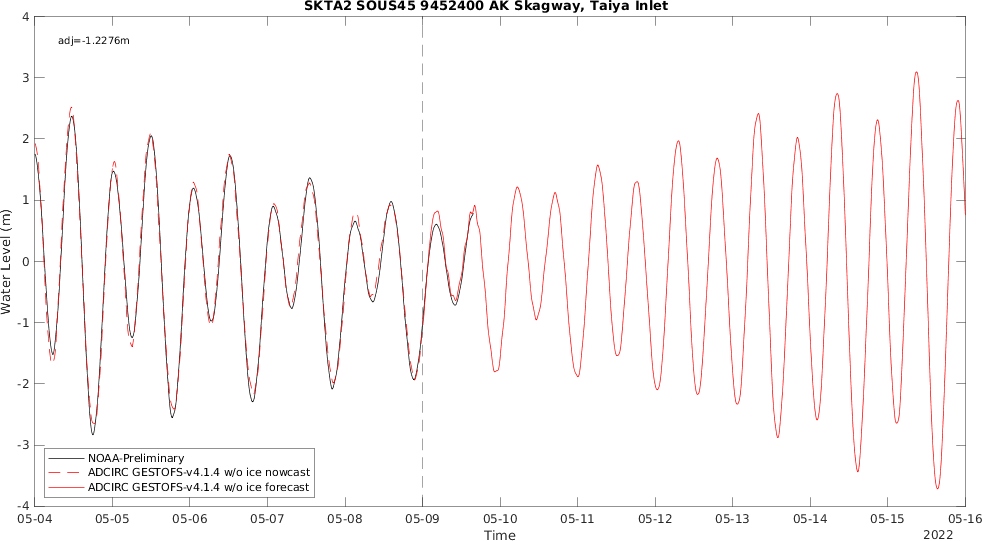 SKTA2 SOUS45 9452400 AK Skagway, Taiya Inlet
adj=-1.2276m
4
3
2
1
0
-1
-2
-3
-4
Water Level (m)
NOAA-Preliminary
ADCIRC GESTOFS-v4.1.4 w/o ice nowcast
ADCIRC GESTOFS-v4.1.4 w/o ice forecast
05-04 05-05 05-06 05-07 05-08 05-09 05-10 05-11 05-12 05-13 05-14 05-15 05-16
Time
2022